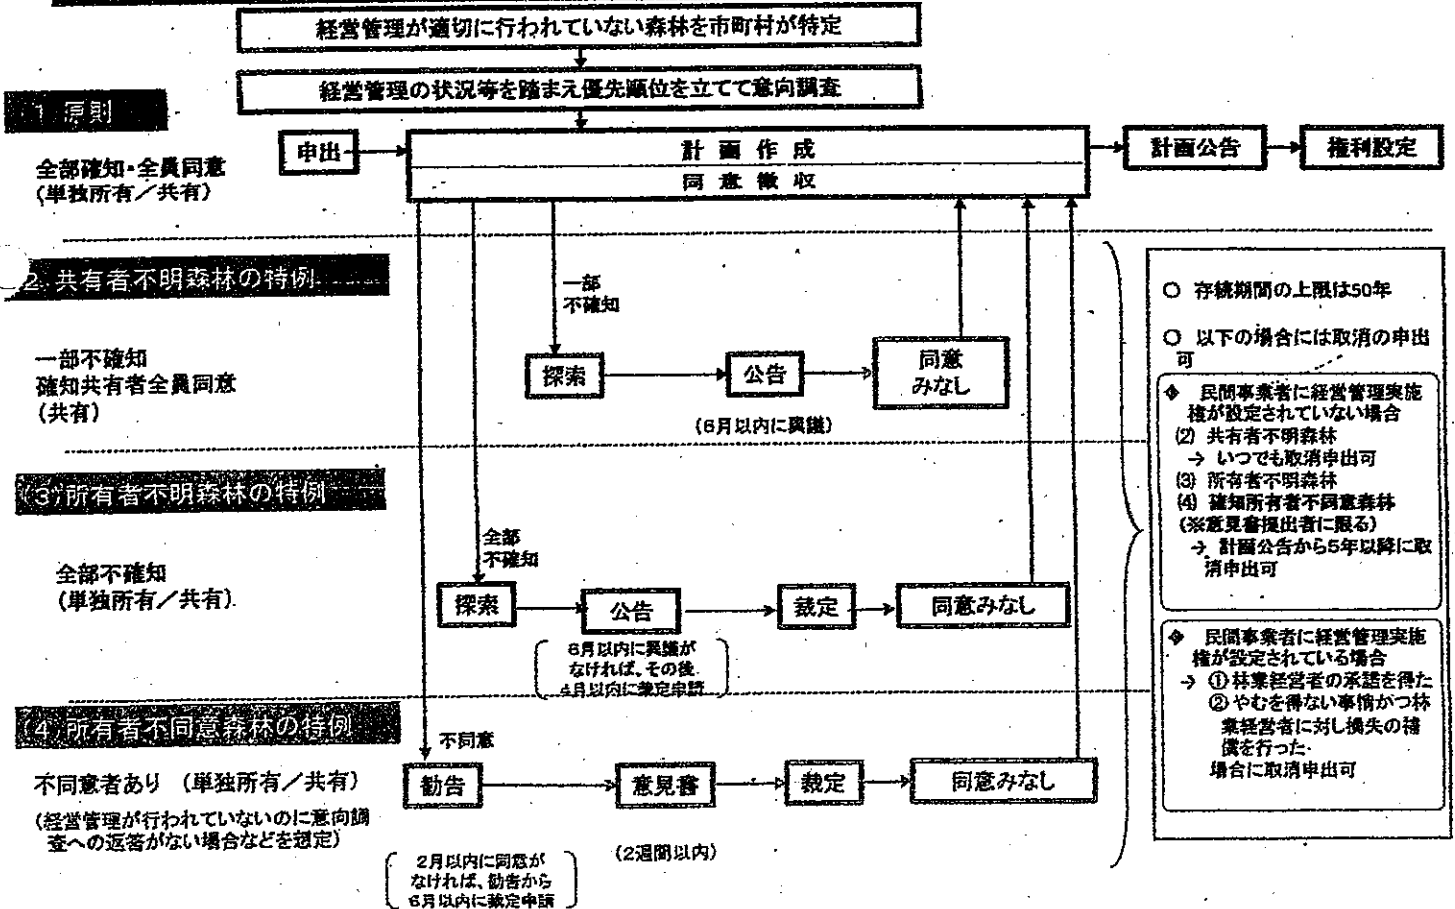 経営管理が適切に行われていない森林を市町村が特定
経営管理の状況等を踏まえ優先順位を立てて意向調査
(1)原則
全部確知・全員同意
(単独所有／共有)
申出
計画作成
同意徴収
計画公告
権利設定
2. 共有者不明森林の特例
一部不確知
確知共有者全員同意
(共有)
一部
不確知
探索
公告
同意
みなし
(6月以内に異議)
(3)所有者不明森林の特例
全部不確知
(単独所有／共有)
全部
不確知
探索
公告
裁定
同意みなし
6月以内に異議が
なければ、その後
4月以内に裁定申請
(4)所有者不同意森林の特例
不同意者あり (単独所有／共有)
(経営管理が行われていないのに意向調
査への返答がない場合などを想定)
不同意
勧告
意見書
裁定
同意みなし
2月以内に同意が
なければ、勧告から
6月以内に裁定申請
(2週間以内)
○ 存続期間の上限は50年
○ 以下の場合には取消の申出
可
◆ 民間事業者に経営管理実施
権が設定されていない場合
(2) 共有者不明森林
→ いつでも取消申出可
(3) 所有者不明森林
(4) 確知所有者不同意森林
(※意見書提出者に限る)
→ 計画公告から5年以降に取
消申出可
◆ 民間事業者に経営管理実施
権が設定されている場合
→ ①林業経営者の承諾を得た
②やむを得ない事情かつ林
業経営者に対し損失の補
償を行った
場合に取消申出可